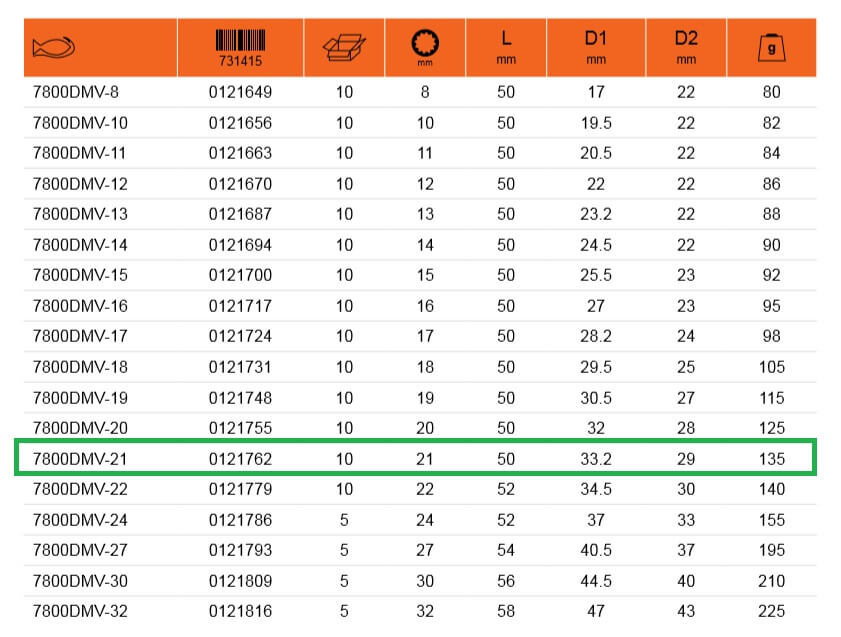 731415 mm L mm D1 mm D2 mm g
7800DMV-8 0121649 10 8 50 17 22 80
7800DMV-10 0121656 10 10 50 19.5 22 82
7800DMV-11 0121663 10 11 50 20.5 22 84
7800DMV-12 0121670 10 12 50 22 22 86
7800DMV-13 0121687 10 13 50 23.2 22 88
7800DMV-14 0121694 10 14 50 24.5 22 90
7800DMV-15 0121700 10 15 50 25.5 23 92
7800DMV-16 0121717 10 16 50 27 23 95
7800DMV-17 0121724 10 17 50 28.2 24 98
7800DMV-18 0121731 10 18 50 29.5 25 105
7800DMV-19 0121748 10 19 50 30.5 27 115
7800DMV-20 0121755 10 20 50 32 28 125
7800DMV-21 0121762 10 21 50 33.2 29 135
7800DMV-22 0121779 10 22 52 34.5 30 140
7800DMV-24 0121786 5 24 52 37 33 155
7800DMV-27 0121793 5 27 54 40.5 37 195
7800DMV-30 0121809 5 30 56 44.5 40 210
7800DMV-32 0121816 5 32 58 47 43 225